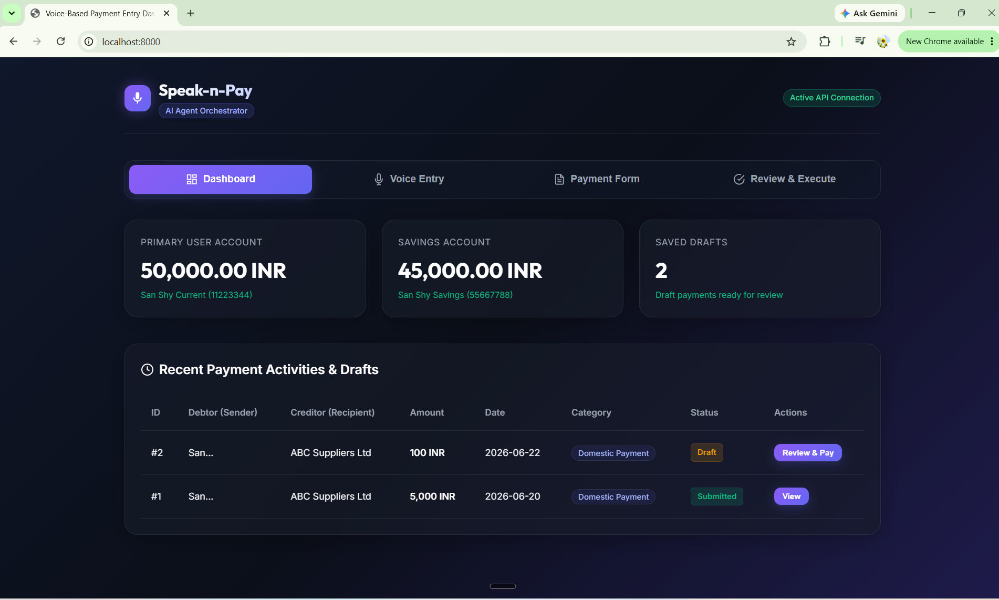 Voice-Based Payment Entry Das
Ask Gemini
localhost:8000
New Chrome available
Speak-n-Pay
AI Agent Orchestrator
Active API Connection
Dashboard
Voice Entry
Payment Form
Review & Execute
PRIMARY USER ACCOUNT
50,000.00 INR
San Shy Current (11223344)
SAVINGS ACCOUNT
45,000.00 INR
San Shy Savings (55667788)
SAVED DRAFTS
2
Draft payments ready for review
Recent Payment Activities & Drafts
ID Debtor (Sender) Creditor (Recipient) Amount Date Category Status Actions
#2 San... ABC Suppliers Ltd 100 INR 2026-06-22 Domestic Payment Draft Review & Pay
#1 San... ABC Suppliers Ltd 5,000 INR 2026-06-20 Domestic Payment Submitted View